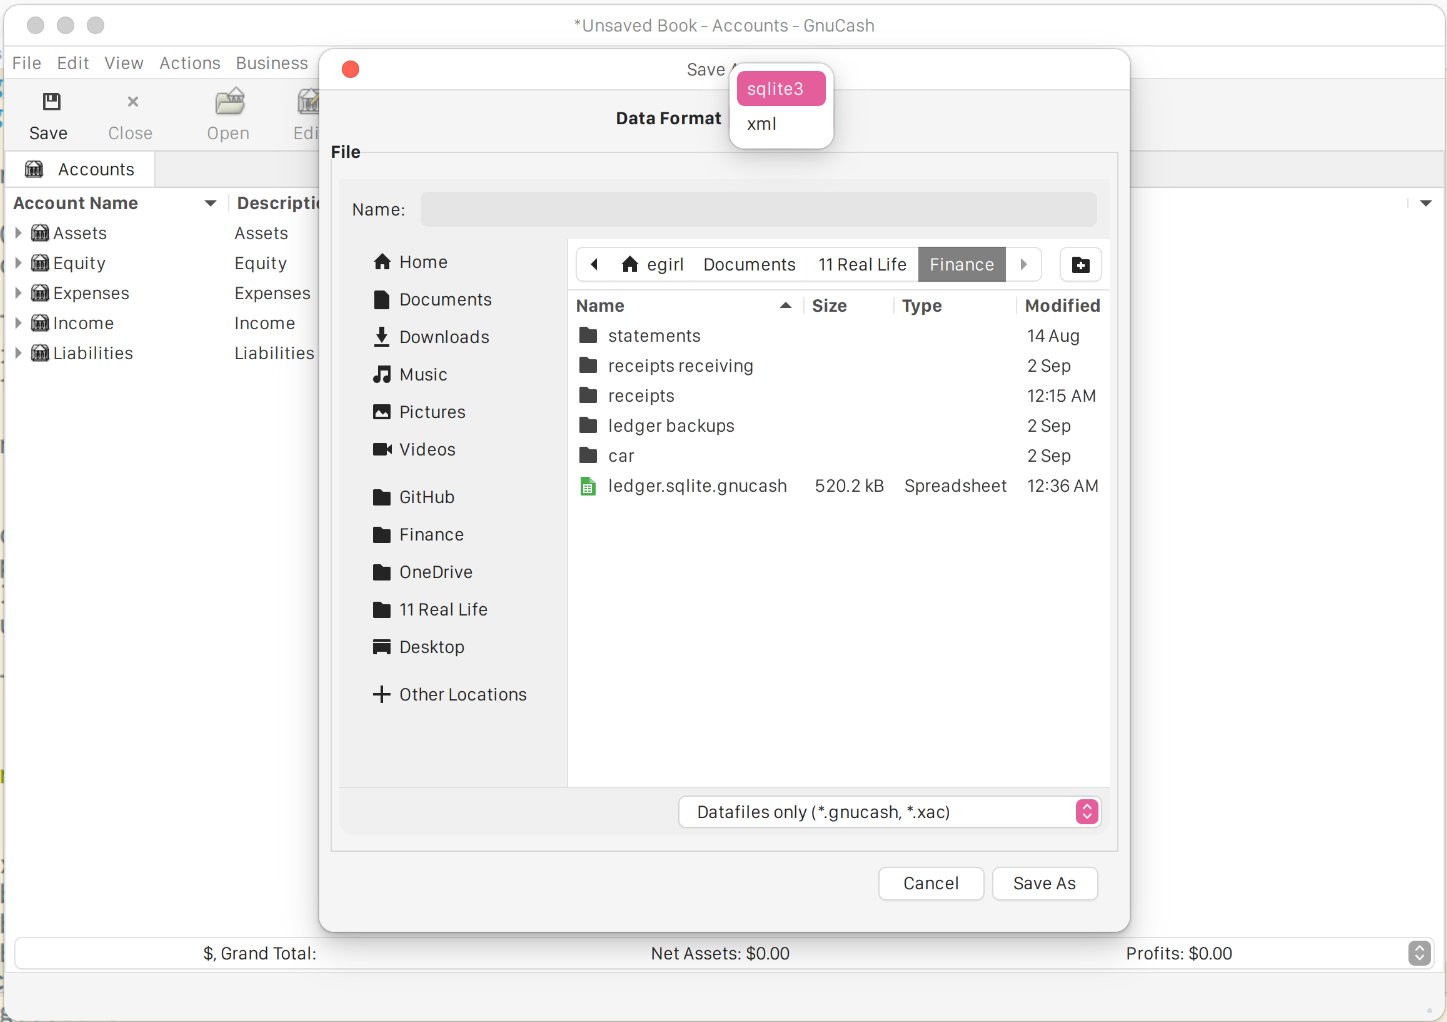 *Unsaved Book - Accounts - GnuCash
File Edit View Actions Business
Save Close Open Edi
Accounts
Account Name Descripti
Assets Assets
Equity Equity
Expenses Expenses
Income Income
Liabilities Liabilities
Save
sqlite3
Data Format
xml
File
Name:
Home
Documents
Downloads
Music
Pictures
Videos
GitHub
Finance
OneDrive
11 Real Life
Desktop
Other Locations
egirl Documents 11 Real Life Finance
Name Size Type Modified
statements 14 Aug
receipts receiving 2 Sep
receipts 12:15 AM
ledger backups 2 Sep
car 2 Sep
ledger.sqlite.gnucash 520.2 kB Spreadsheet 12:36 AM
Datafiles only (*.gnucash, *.xac)
Cancel Save As
$, Grand Total: Net Assets: $0.00 Profits: $0.00